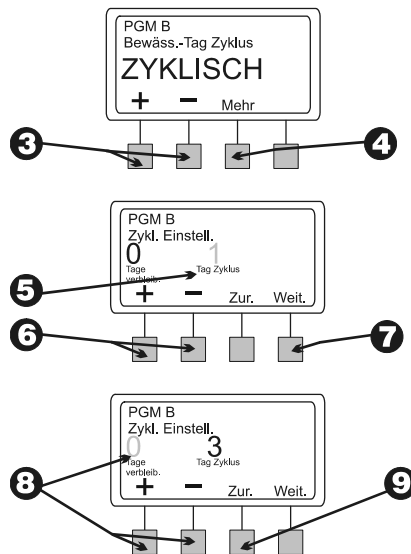 PGM B
Bewäss.-Tag Zyklus
ZYKLISCH
+ − Mehr
3 4
PGM B
Zykl. Einstell.
0 1
Tage verbleib. Tag Zyklus
5
+ − Zur. Weit.
6 7
PGM B
Zykl. Einstell.
0 3
Tage verbleib. Tag Zyklus
+ − Zur. Weit.
8 9